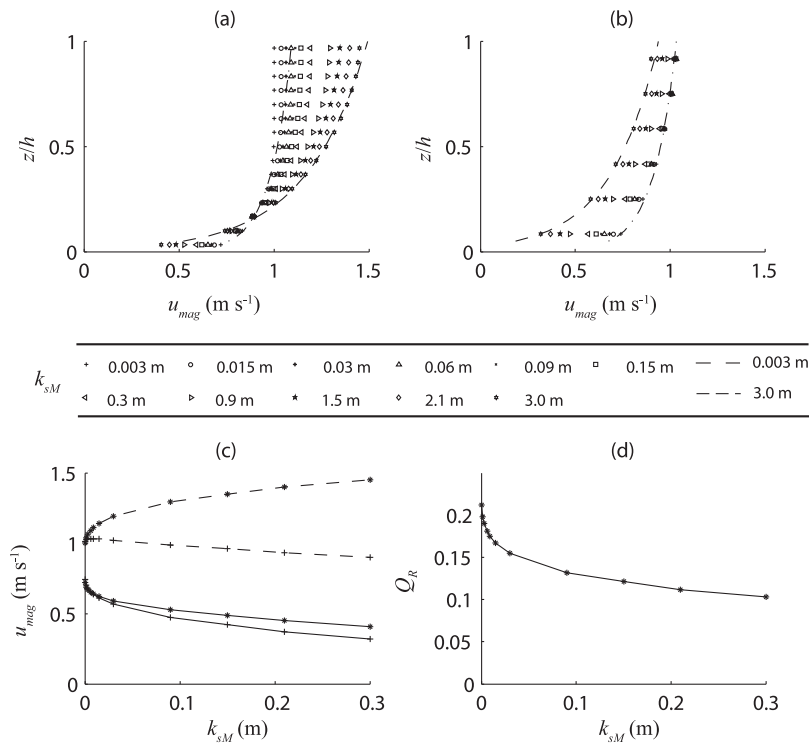 (a)
(b)
z/h
1
0.5
0
0
0.5
1
1.5
u_mag (m s⁻¹)
z/h
1
0.5
0
0
0.5
1
1.5
u_mag (m s⁻¹)
k_sM
0.003 m
0.015 m
0.03 m
0.06 m
0.09 m
0.15 m
0.003 m
0.3 m
0.9 m
1.5 m
2.1 m
3.0 m
3.0 m
(c)
(d)
u_mag (m s⁻¹)
1.5
1
0.5
0
0
0.1
0.2
0.3
k_sM (m)
Q_R
0.2
0.15
0.1
0.05
0
0
0.1
0.2
0.3
k_sM (m)